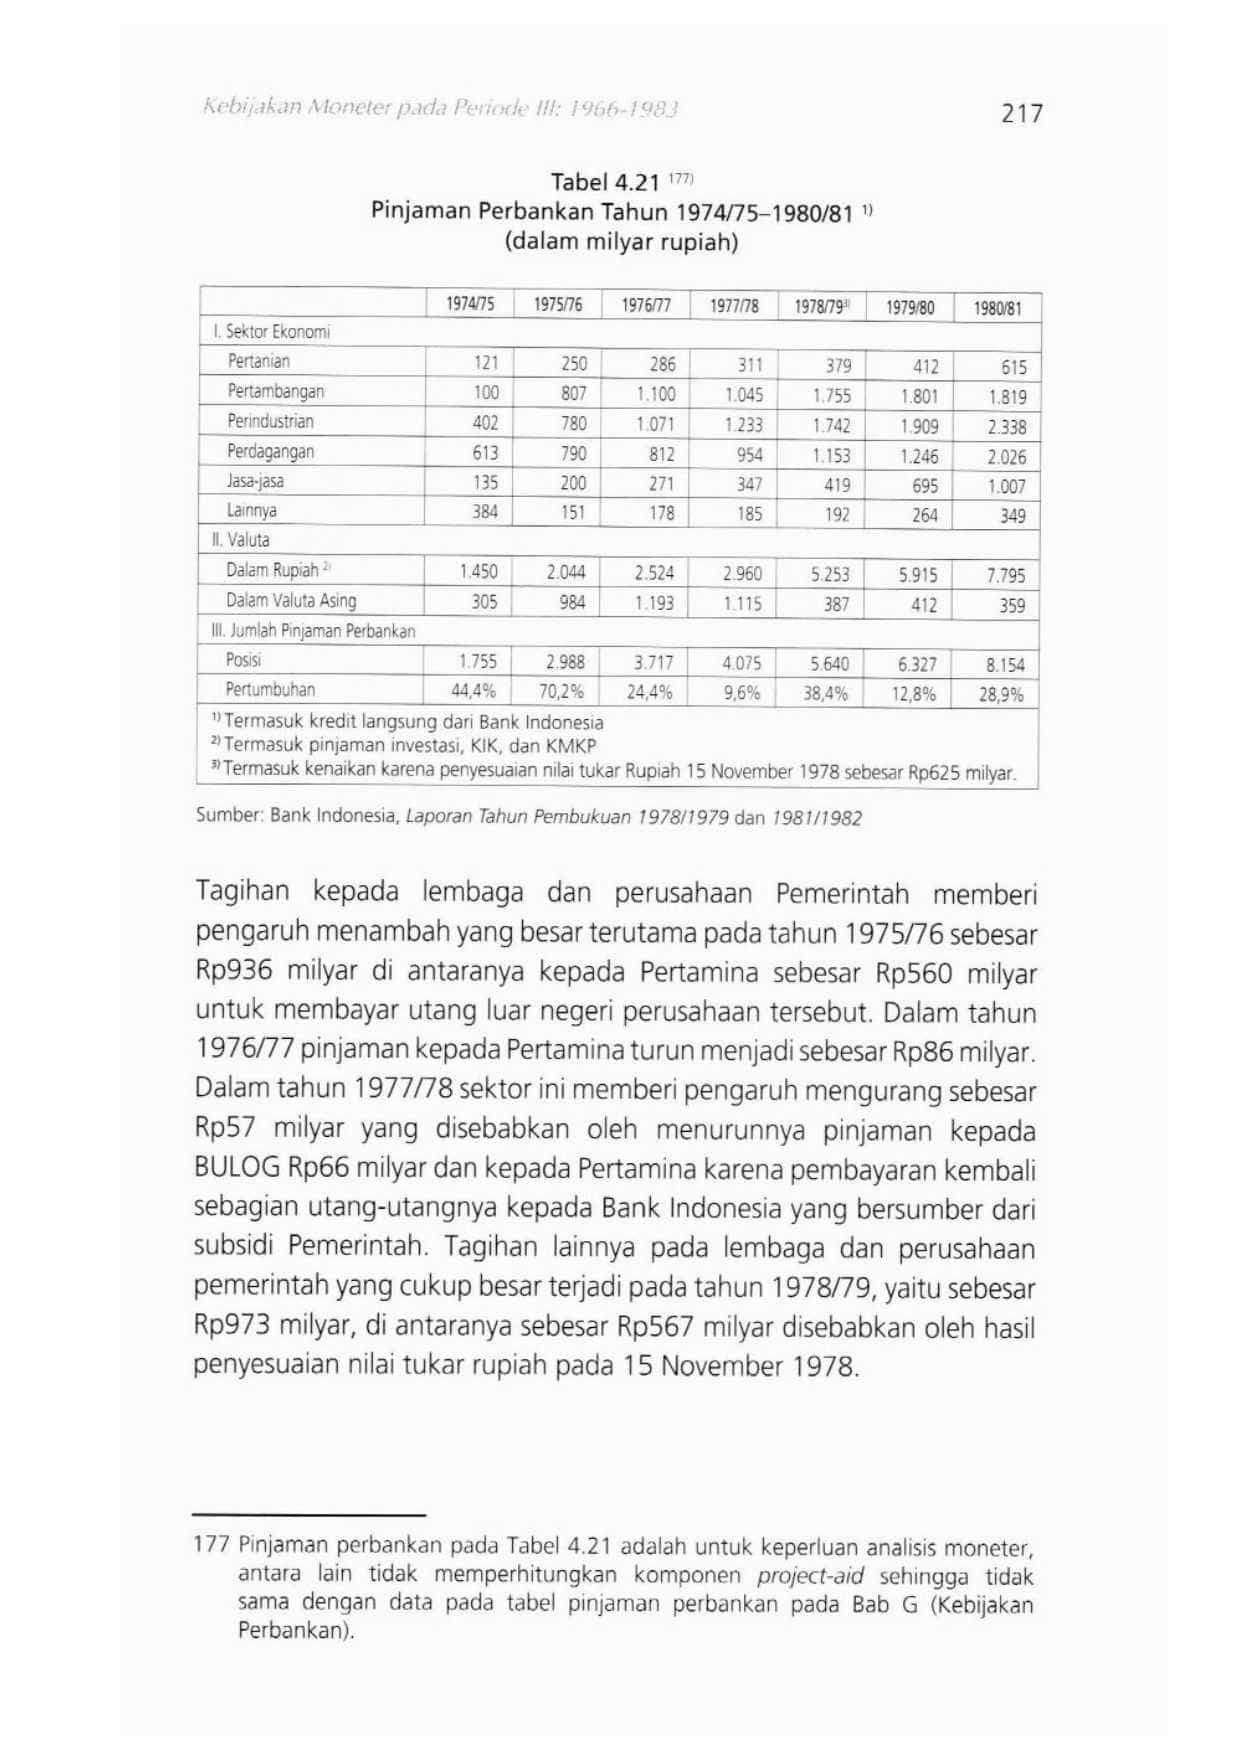 Kebijakan Moneter pada Periode III: 1966-1983 217
Tabel 4.21 177)
Pinjaman Perbankan Tahun 1974/75–1980/81 1)
(dalam milyar rupiah)
1974/75 1975/76 1976/77 1977/78 1978/79 3) 1979/80 1980/81
I. Sektor Ekonomi
Pertanian 121 250 286 311 379 412 615
Pertambangan 100 807 1.100 1.045 1.755 1.801 1.819
Perindustrian 402 780 1.071 1.233 1.742 1.909 2.338
Perdagangan 613 790 812 954 1.153 1.246 2.026
Jasa-jasa 135 200 271 347 419 695 1.007
Lainnya 384 151 178 185 192 264 349
II. Valuta
Dalam Rupiah 2) 1.450 2.044 2.524 2.960 5.253 5.915 7.795
Dalam Valuta Asing 305 984 1.193 1.115 387 412 359
III. Jumlah Pinjaman Perbankan
Posisi 1.755 2.988 3.717 4.075 5.640 6.327 8.154
Pertumbuhan 44,4% 70,2% 24,4% 9,6% 38,4% 12,8% 28,9%
1) Termasuk kredit langsung dari Bank Indonesia
2) Termasuk pinjaman investasi, KIK, dan KMKP
3) Termasuk kenaikan karena penyesuaian nilai tukar Rupiah 15 November 1978 sebesar Rp625 milyar.
Sumber: Bank Indonesia, Laporan Tahun Pembukuan 1978/1979 dan 1981/1982
Tagihan kepada lembaga dan perusahaan Pemerintah memberi
pengaruh menambah yang besar terutama pada tahun 1975/76 sebesar
Rp936 milyar di antaranya kepada Pertamina sebesar Rp560 milyar
untuk membayar utang luar negeri perusahaan tersebut. Dalam tahun
1976/77 pinjaman kepada Pertamina turun menjadi sebesar Rp86 milyar.
Dalam tahun 1977/78 sektor ini memberi pengaruh mengurang sebesar
Rp57 milyar yang disebabkan oleh menurunnya pinjaman kepada
BULOG Rp66 milyar dan kepada Pertamina karena pembayaran kembali
sebagian utang-utangnya kepada Bank Indonesia yang bersumber dari
subsidi Pemerintah. Tagihan lainnya pada lembaga dan perusahaan
pemerintah yang cukup besar terjadi pada tahun 1978/79, yaitu sebesar
Rp973 milyar, di antaranya sebesar Rp567 milyar disebabkan oleh hasil
penyesuaian nilai tukar rupiah pada 15 November 1978.
177 Pinjaman perbankan pada Tabel 4.21 adalah untuk keperluan analisis moneter,
antara lain tidak memperhitungkan komponen project-aid sehingga tidak
sama dengan data pada tabel pinjaman perbankan pada Bab G (Kebijakan
Perbankan).